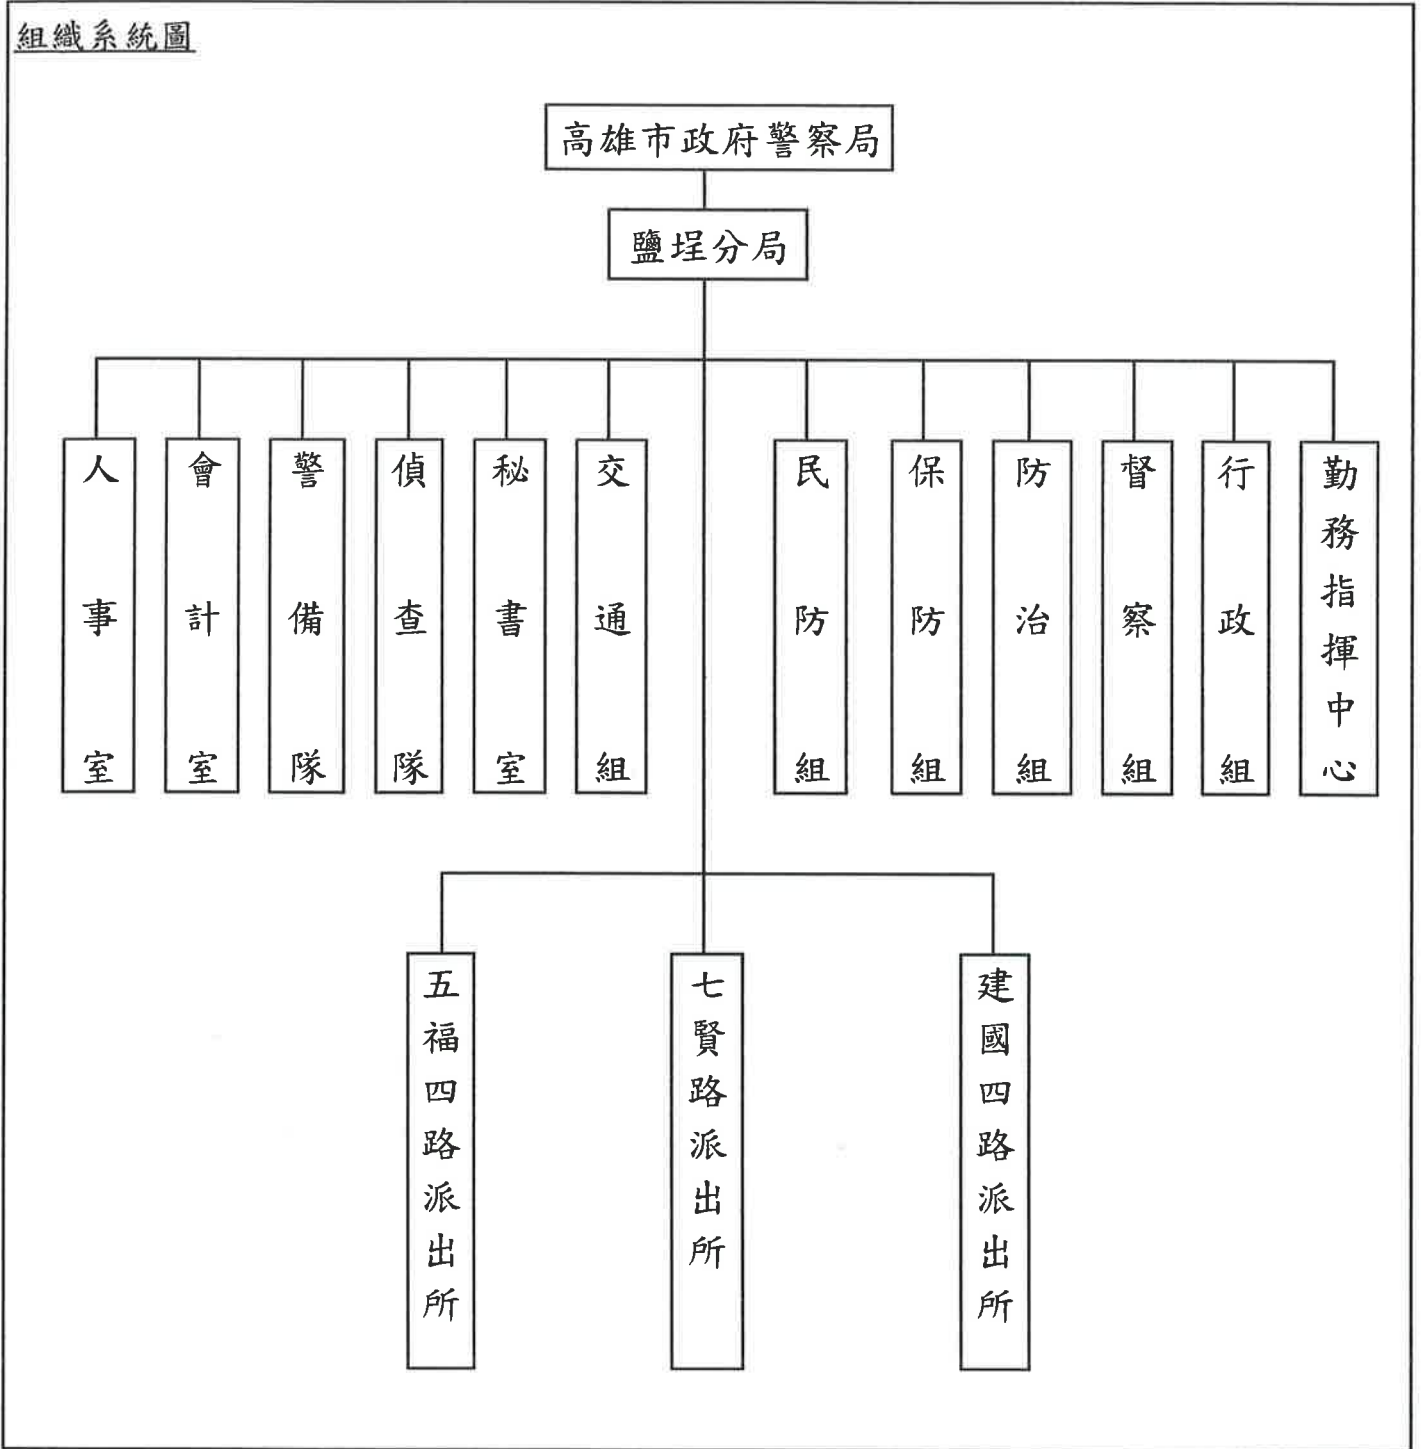 組織系統圖
高雄市政府警察局
鹽埕分局
人事室
會計室
警備隊
偵查隊
秘書室
交通組
民防組
保防組
防治組
督察組
行政組
勤務指揮中心
五福四路派出所
七賢路派出所
建國四路派出所